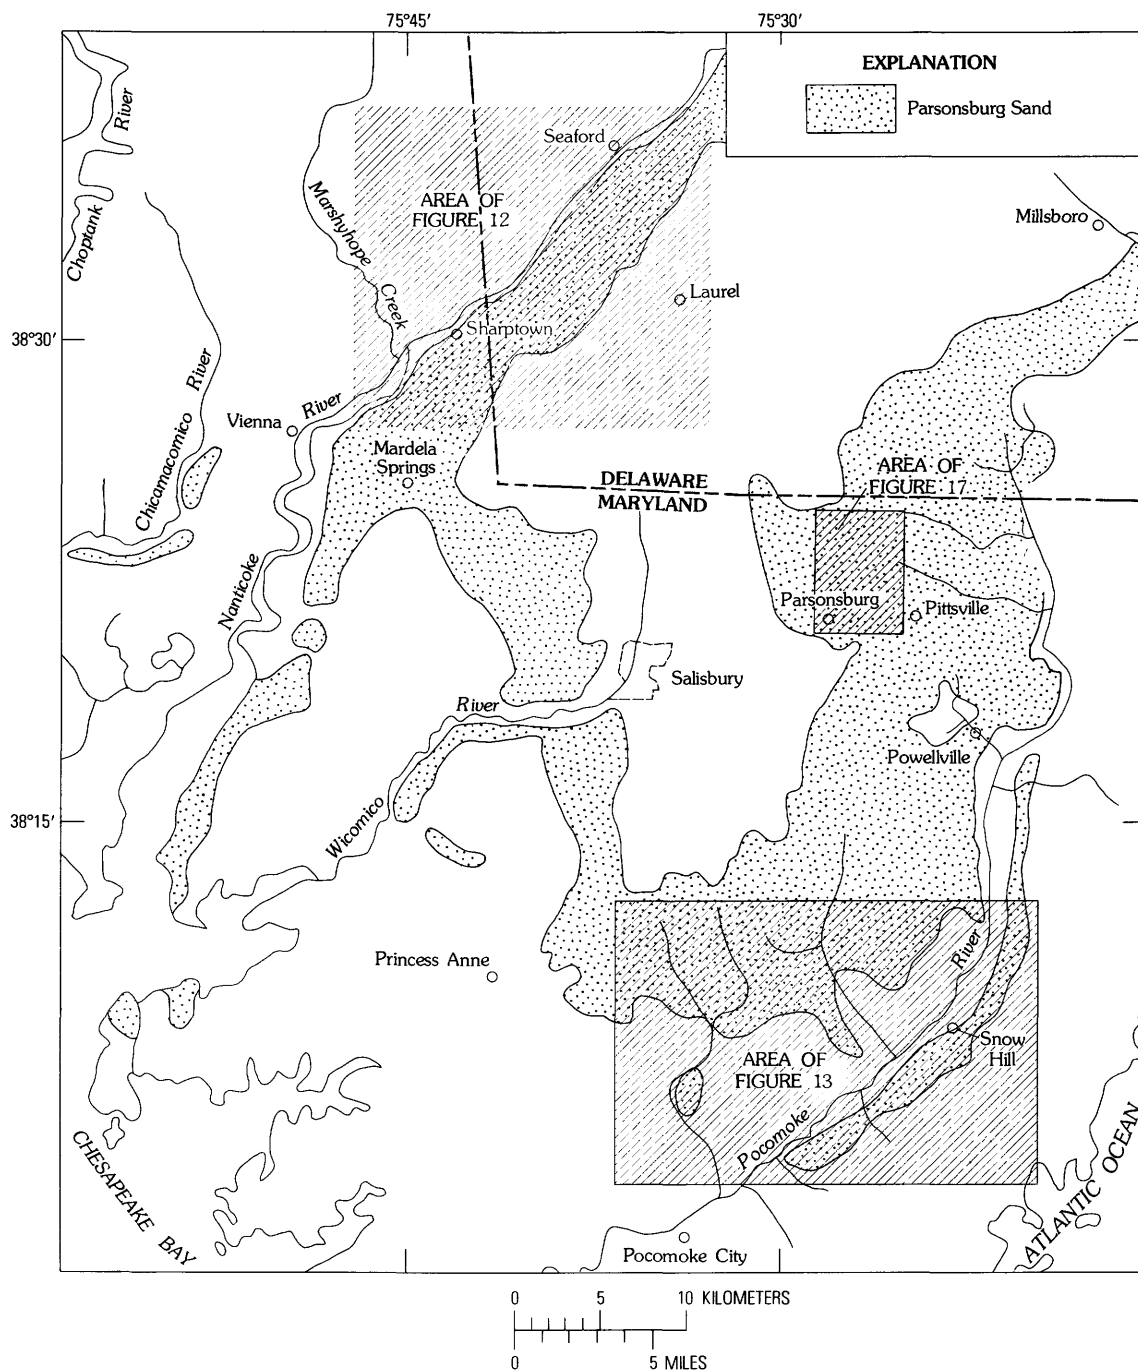 75°45′
75°30′
EXPLANATION
Parsonsburg Sand
River
Choptank
Seaford
AREA OF
FIGURE 12
Marshyhope
Creek
Millsboro
Laurel
Sharptown
38°30′
River
Vienna
Chicamacomico River
Mardela
Springs
DELAWARE
MARYLAND
AREA OF
FIGURE 17
Nanticoke
Parsonsburg
Pittsville
Salisbury
River
Powellville
Wicomico
38°15′
Princess Anne
River
Snow
Hill
AREA OF
FIGURE 13
Pocomoke
CHESAPEAKE BAY
ATLANTIC OCEAN
Pocomoke City
0 5 10 KILOMETERS
0 5 MILES